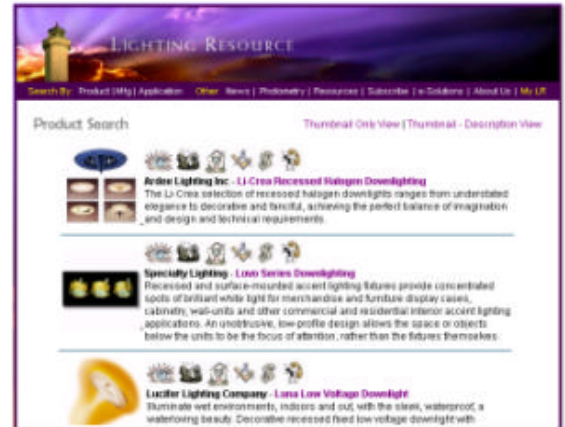 LIGHTING RESOURCE
Search By: Product | Mfg | Application Other: News | Photometry | Resources | Subscribe | e-Solutions | About Us | My LR
Product Search
Thumbnail Only View | Thumbnail - Description View
Ardee Lighting Inc - Li-Crea Recessed Halogen Downlighting
The Li-Crea selection of recessed halogen downlights ranges from understated
elegance to decorative and fanciful, achieving the perfect balance of imagination
and design and technical requirements.
Specialty Lighting - Luvo Series Downlighting
Recessed and surface-mounted accent lighting fixtures provide concentrated
spots of brilliant white light for merchandise and furniture display cases,
cabinetry, wall-units and other commercial and residential interior accent lighting
applications. An unobtrusive, low-profile design allows the space or objects
below the units to be the focus of attention, rather than the fixtures themselves.
Lucifer Lighting Company - Lana Low Voltage Downlight
Illuminate wet environments, indoors and out, with the sleek, waterproof, a
waterloving beauty. Decorative recessed fixed low voltage downlight with